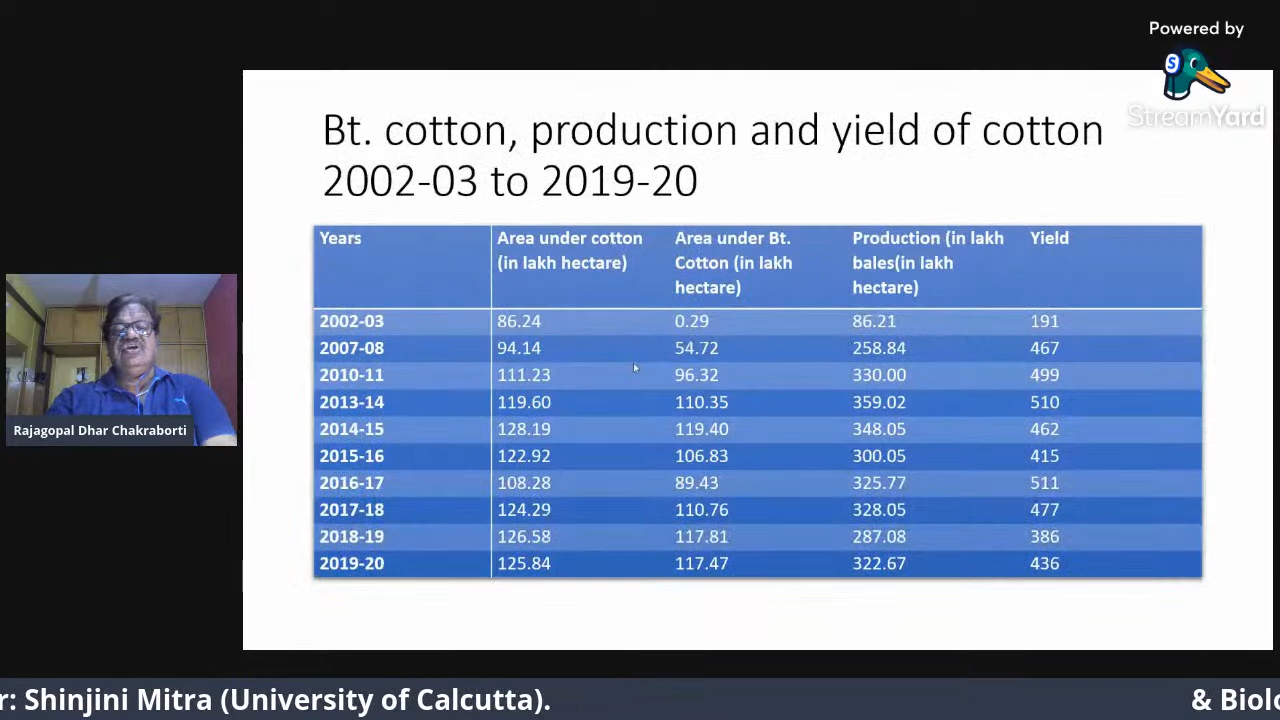 Powered by
S
StreamYard
Bt. cotton, production and yield of cotton
2002-03 to 2019-20
Years Area under cotton (in lakh hectare) Area under Bt. Cotton (in lakh hectare) Production (in lakh bales(in lakh hectare) Yield
2002-03 86.24 0.29 86.21 191
2007-08 94.14 54.72 258.84 467
2010-11 111.23 96.32 330.00 499
2013-14 119.60 110.35 359.02 510
2014-15 128.19 119.40 348.05 462
2015-16 122.92 106.83 300.05 415
2016-17 108.28 89.43 325.77 511
2017-18 124.29 110.76 328.05 477
2018-19 126.58 117.81 287.08 386
2019-20 125.84 117.47 322.67 436
Rajagopal Dhar Chakraborti
r: Shinjini Mitra (University of Calcutta). & Biolo